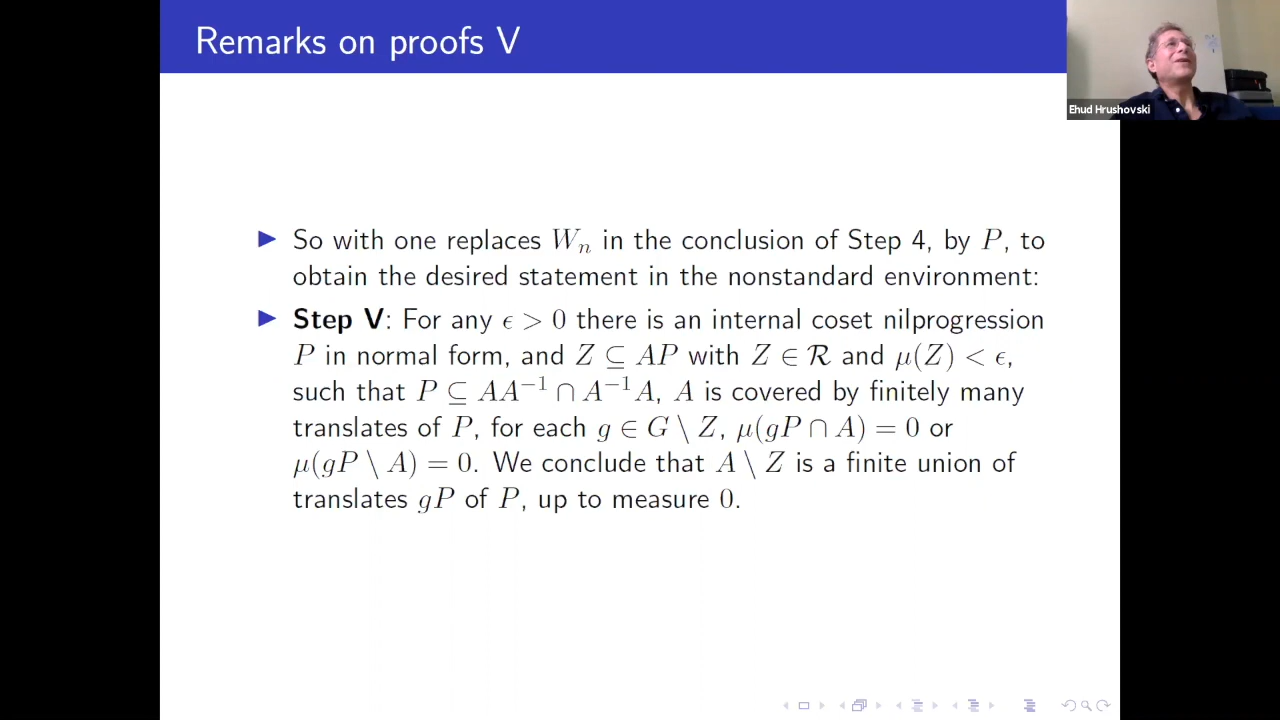 Remarks on proofs V
Ehud Hrushovski
▶ So with one replaces Wₙ in the conclusion of Step 4, by P, to
obtain the desired statement in the nonstandard environment:
▶ Step V: For any ϵ > 0 there is an internal coset nilprogression
P in normal form, and Z ⊆ AP with Z ∈ ℛ and μ(Z) < ϵ,
such that P ⊆ AA⁻¹ ∩ A⁻¹A, A is covered by finitely many
translates of P, for each g ∈ G \ Z, μ(gP ∩ A) = 0 or
μ(gP \ A) = 0. We conclude that A \ Z is a finite union of
translates gP of P, up to measure 0.